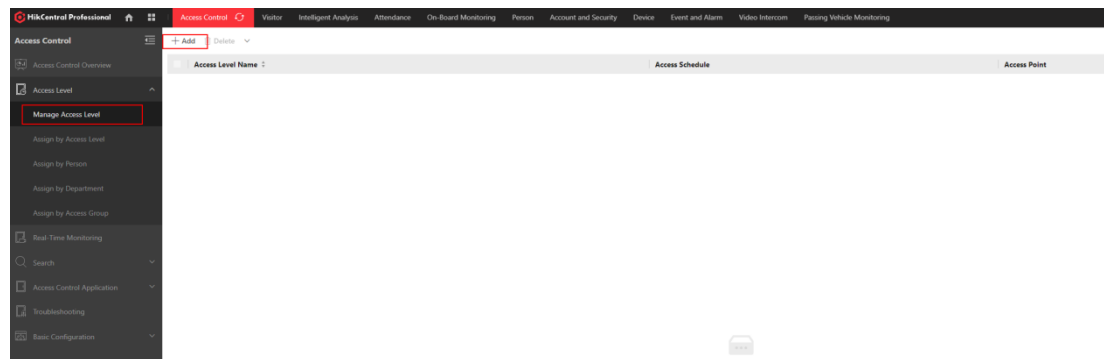 HikCentral Professional
Access Control Visitor Intelligent Analysis Attendance On-Board Monitoring Person Account and Security Device Event and Alarm Video Intercom Passing Vehicle Monitoring
Access Control
+ Add Delete
Access Level Name Access Schedule Access Point
Access Control Overview
Access Level
Manage Access Level
Assign by Access Level
Assign by Person
Assign by Department
Assign by Access Group
Real-Time Monitoring
Search
Access Control Application
Troubleshooting
Basic Configuration